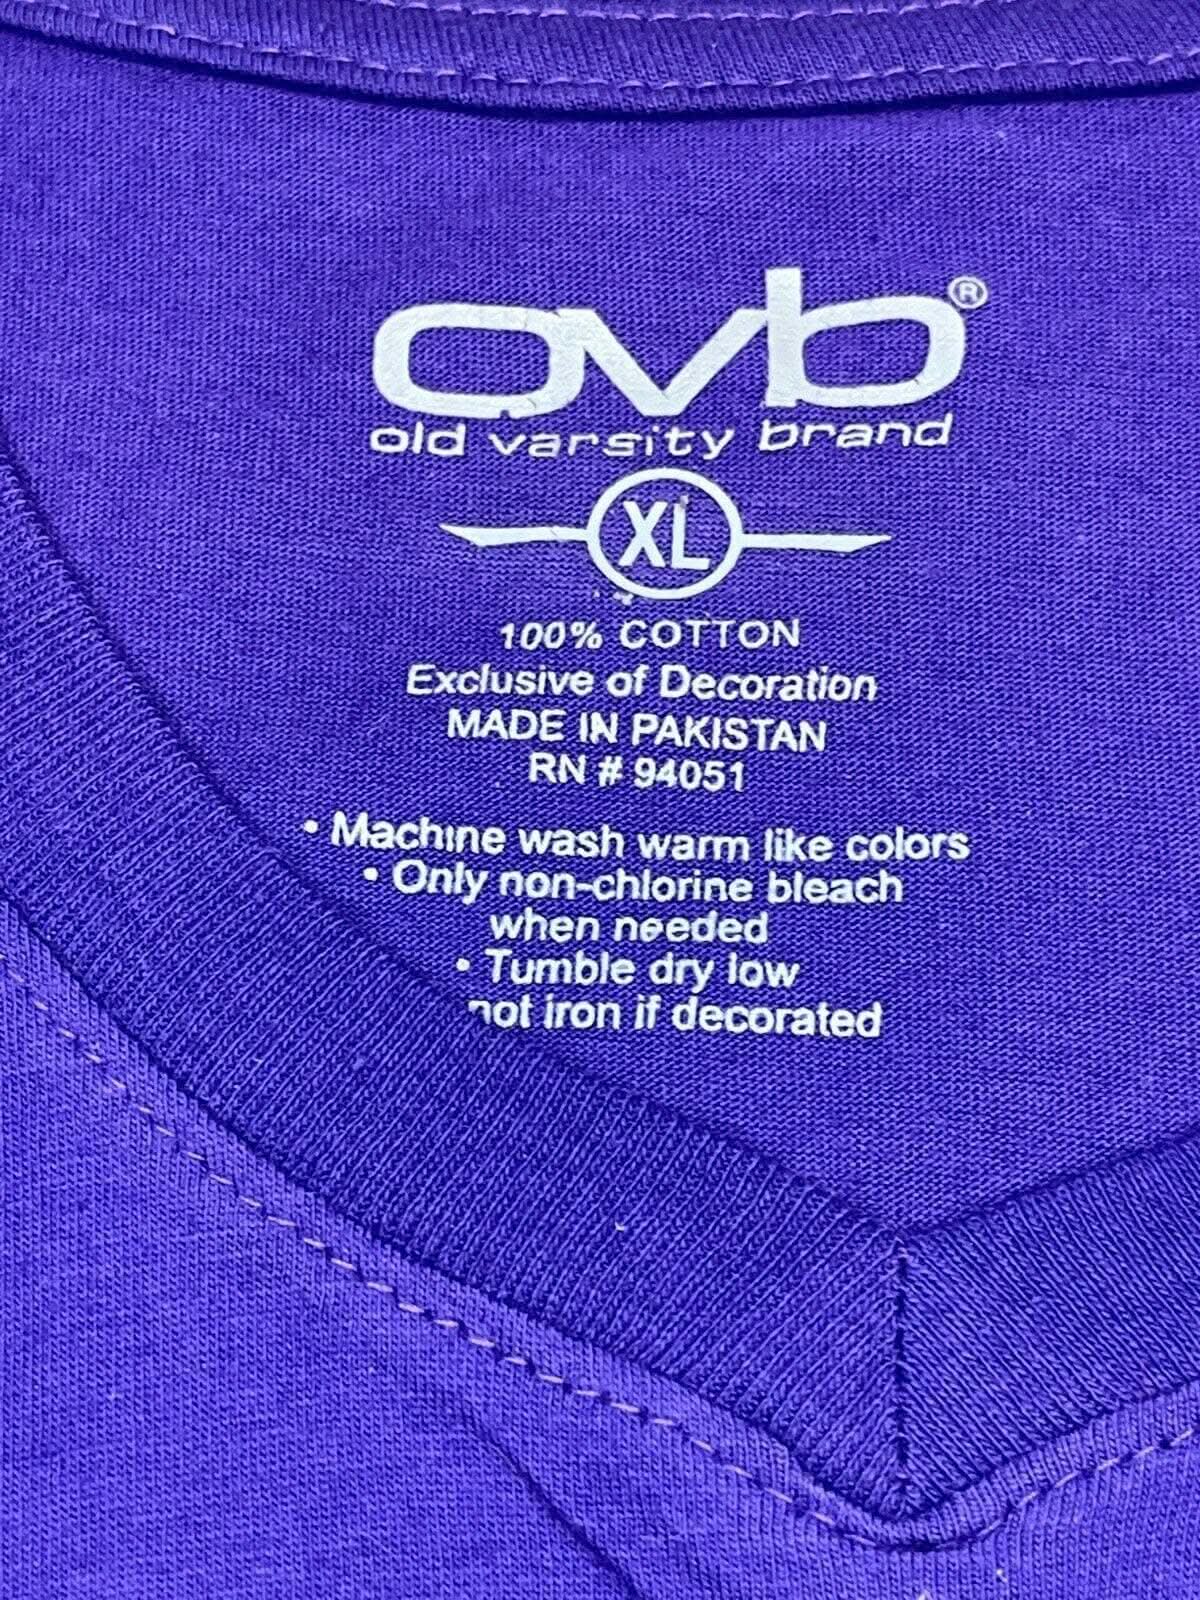 ovb®
old varsity brand
XL
100% COTTON
Exclusive of Decoration
MADE IN PAKISTAN
RN # 94051
• Machine wash warm like colors
• Only non-chlorine bleach
when needed
• Tumble dry low
not iron if decorated